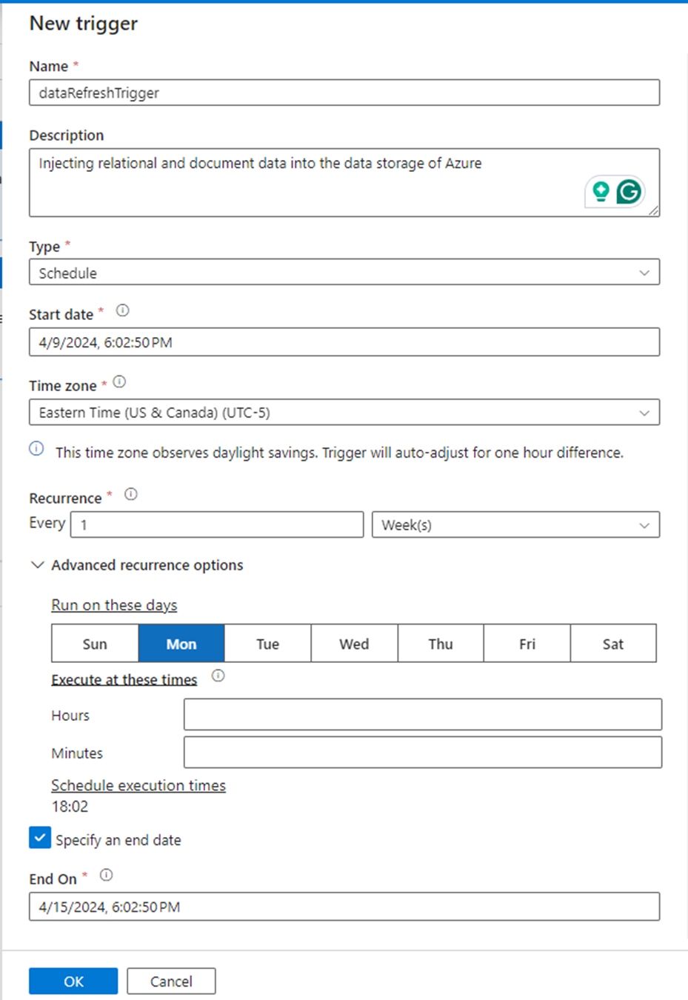 New trigger
Name *
dataRefreshTrigger
Description
Injecting relational and document data into the data storage of Azure
Type *
Schedule
Start date *
4/9/2024, 6:02:50 PM
Time zone *
Eastern Time (US & Canada) (UTC-5)
This time zone observes daylight savings. Trigger will auto-adjust for one hour difference.
Recurrence *
Every 1 Week(s)
Advanced recurrence options
Run on these days
Sun Mon Tue Wed Thu Fri Sat
Execute at these times
Hours
Minutes
Schedule execution times
18:02
Specify an end date
End On *
4/15/2024, 6:02:50 PM
OK Cancel